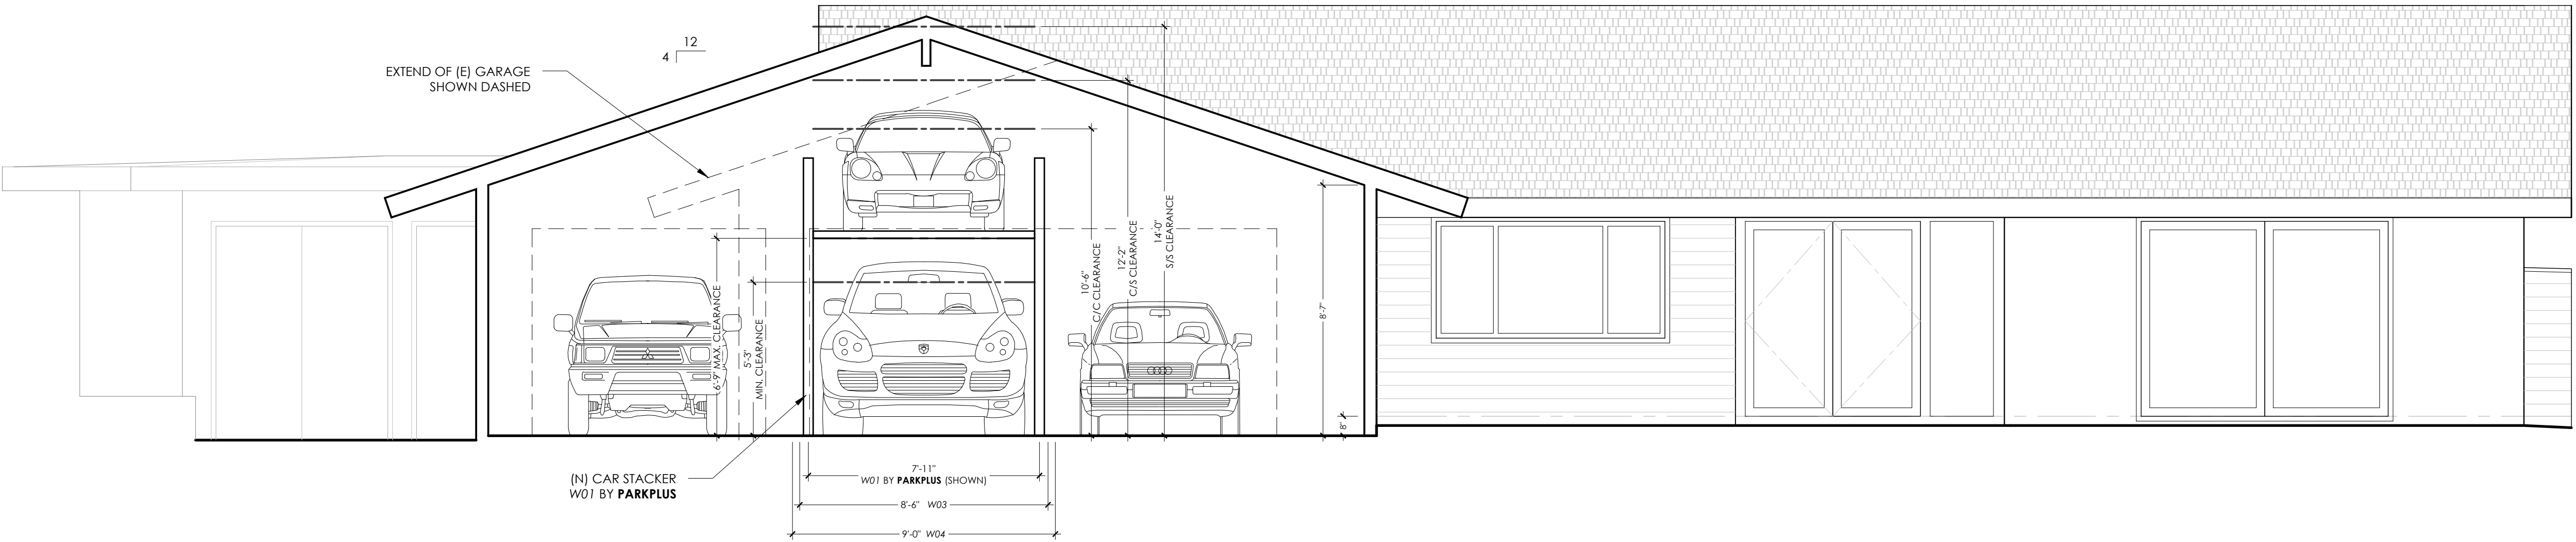 12
4
EXTEND OF (E) GARAGE
SHOWN DASHED
6'-9" MAX. CLEARANCE
5'-3"
MIN. CLEARANCE
10'-6"
C/C CLEARANCE
12'-2"
C/S CLEARANCE
14'-0"
S/S CLEARANCE
8'-7"
8"
(N) CAR STACKER
W01 BY PARKPLUS
7'-11"
W01 BY PARKPLUS (SHOWN)
8'-6" W03
9'-0" W04